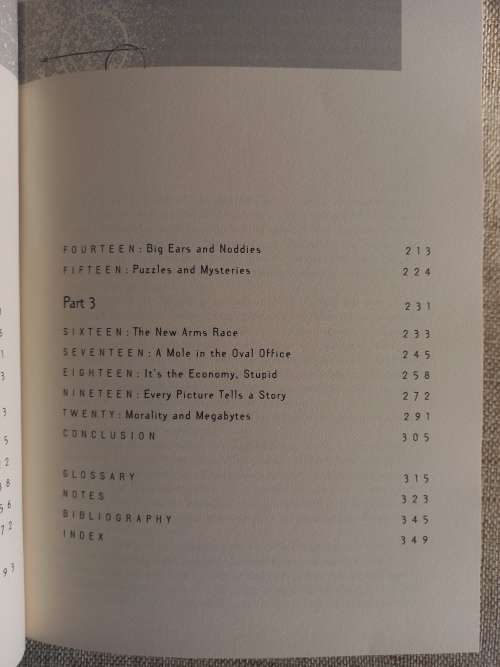 FOURTEEN: Big Ears and Noddies 213
FIFTEEN: Puzzles and Mysteries 224
Part 3 231
SIXTEEN: The New Arms Race 233
SEVENTEEN: A Mole in the Oval Office 245
EIGHTEEN: It's the Economy, Stupid 258
NINETEEN: Every Picture Tells a Story 272
TWENTY: Morality and Megabytes 291
CONCLUSION 305
GLOSSARY 315
NOTES 323
BIBLIOGRAPHY 345
INDEX 349